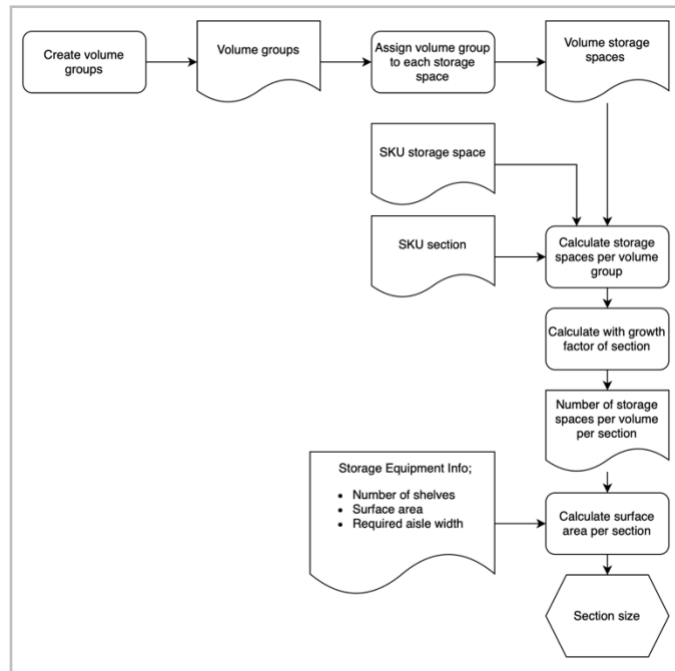 Create volume
groups
Volume groups
Assign volume group
to each storage
space
Volume storage
spaces
SKU storage space
SKU section
Calculate storage
spaces per volume
group
Calculate with growth
factor of section
Number of storage
spaces per volume
per section
Storage Equipment Info;
• Number of shelves
• Surface area
• Required aisle width
Calculate surface
area per section
Section size